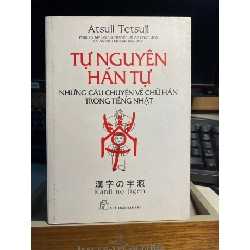 Atsuji Tetsuji
TỰ NGUYÊN
HÁN TỰ
NHỮNG CÂU CHUYỆN VỀ CHỮ HÁN
TRONG TIẾNG NHẬT
漢字の字源
Kanji no jigen